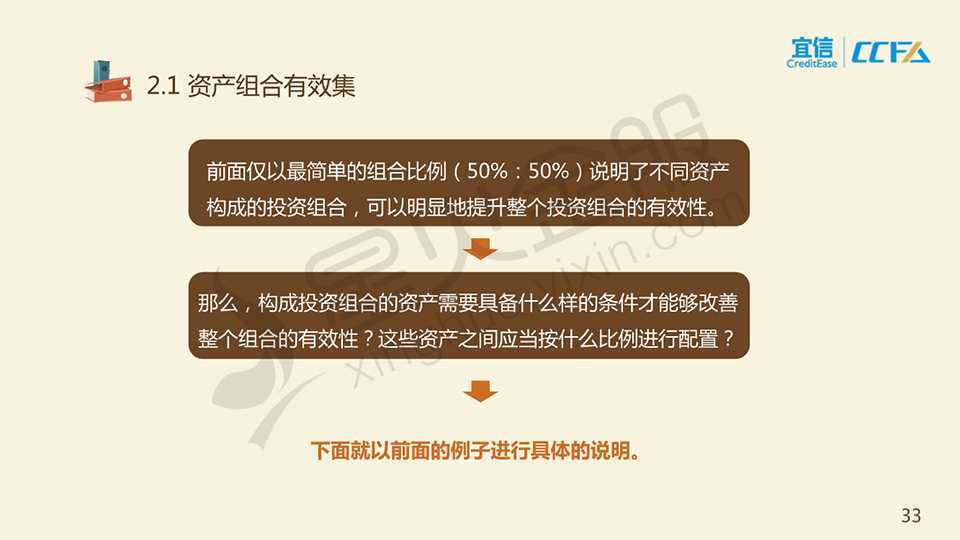 宜信
CreditEase
CCFA
2.1 资产组合有效集
前面仅以最简单的组合比例（50%：50%）说明了不同资产
构成的投资组合，可以明显地提升整个投资组合的有效性。
那么，构成投资组合的资产需要具备什么样的条件才能够改善
整个组合的有效性？这些资产之间应当按什么比例进行配置？
下面就以前面的例子进行具体的说明。
星火金服
xinghuoyixin.com
33